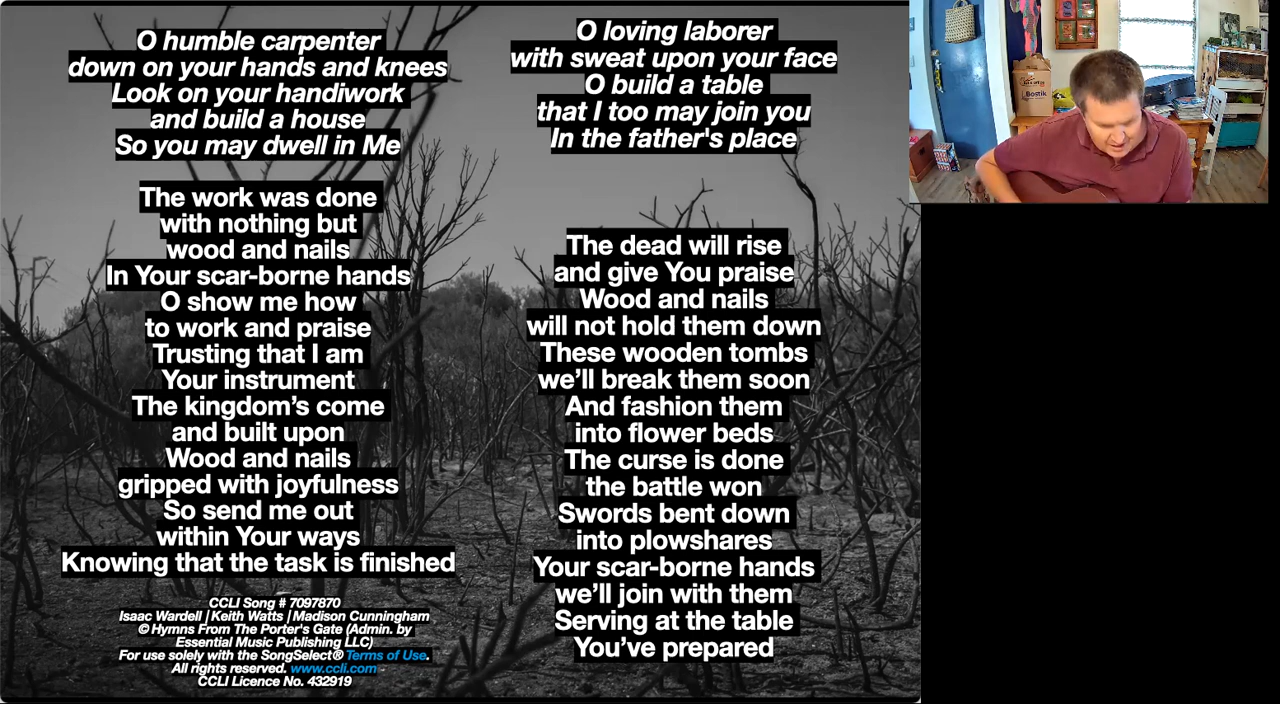 O humble carpenter
down on your hands and knees
Look on your handiwork
and build a house
So you may dwell in Me
The work was done
with nothing but
wood and nails
In Your scar-borne hands
O show me how
to work and praise
Trusting that I am
Your instrument
The kingdom’s come
and built upon
Wood and nails
gripped with joyfulness
So send me out
within Your ways
Knowing that the task is finished
CCLI Song # 7097870
Isaac Wardell | Keith Watts | Madison Cunningham
© Hymns From The Porter's Gate (Admin. by
Essential Music Publishing LLC)
For use solely with the SongSelect® Terms of Use.
All rights reserved. www.ccli.com
CCLI Licence No. 432919
O loving laborer
with sweat upon your face
O build a table
that I too may join you
In the father's place
The dead will rise
and give You praise
Wood and nails
will not hold them down
These wooden tombs
we’ll break them soon
And fashion them
into flower beds
The curse is done
the battle won
Swords bent down
into plowshares
Your scar-borne hands
we’ll join with them
Serving at the table
You’ve prepared
Bostik